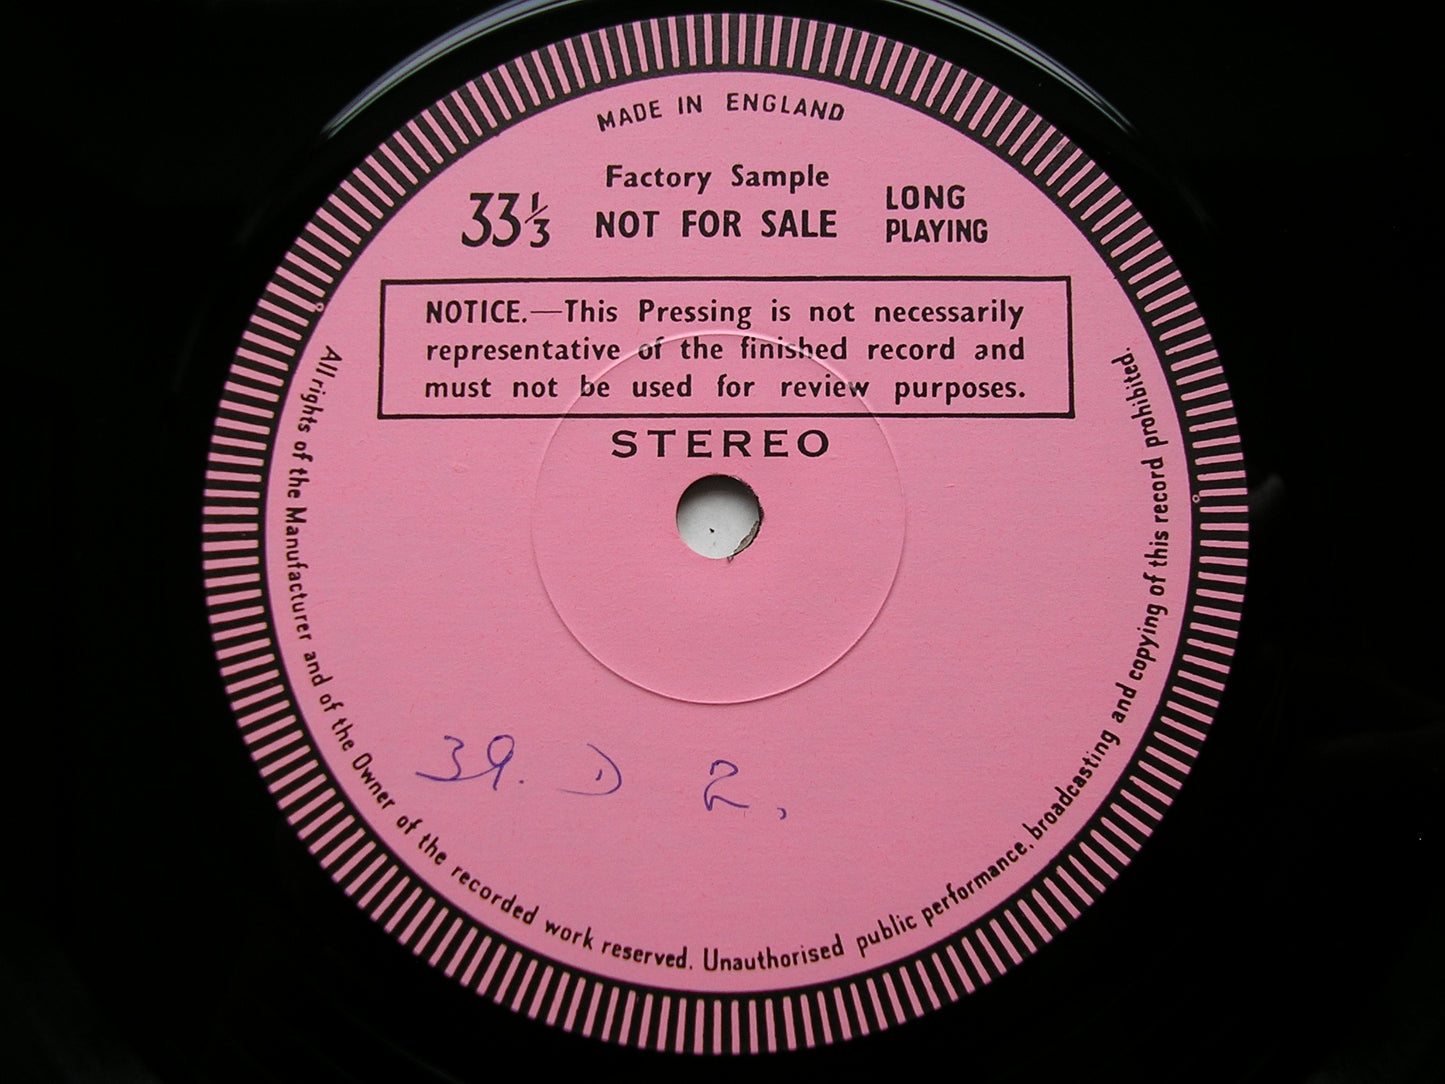 MADE IN ENGLAND
Factory Sample
33⅓ NOT FOR SALE LONG PLAYING
NOTICE.—This Pressing is not necessarily
representative of the finished record and
must not be used for review purposes.
STEREO
39. D 2.
All rights of the Manufacturer and of the Owner of the recorded work reserved. Unauthorised public performance, broadcasting and copying of this record prohibited.